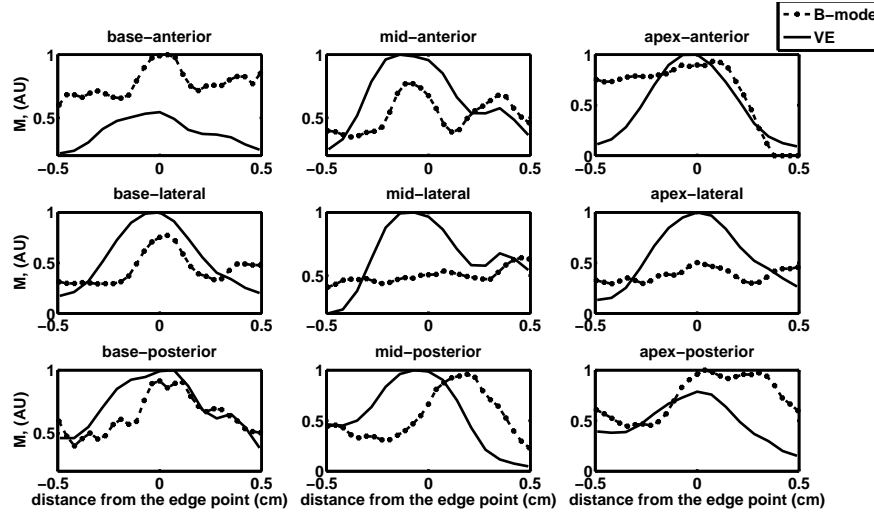 B−mode
VE
base−anterior
mid−anterior
apex−anterior
M, (AU)
1
0.5
−0.5 0 0.5
1
0.5
−0.5 0 0.5
1
0.5
0
−0.5 0 0.5
base−lateral
mid−lateral
apex−lateral
M, (AU)
1
0.5
0
−0.5 0 0.5
1
0.5
−0.5 0 0.5
1
0.5
0
−0.5 0 0.5
base−posterior
mid−posterior
apex−posterior
M, (AU)
1
0.5
−0.5 0 0.5
1
0.5
0
−0.5 0 0.5
1
0.5
0
−0.5 0 0.5
distance from the edge point (cm)
distance from the edge point (cm)
distance from the edge point (cm)